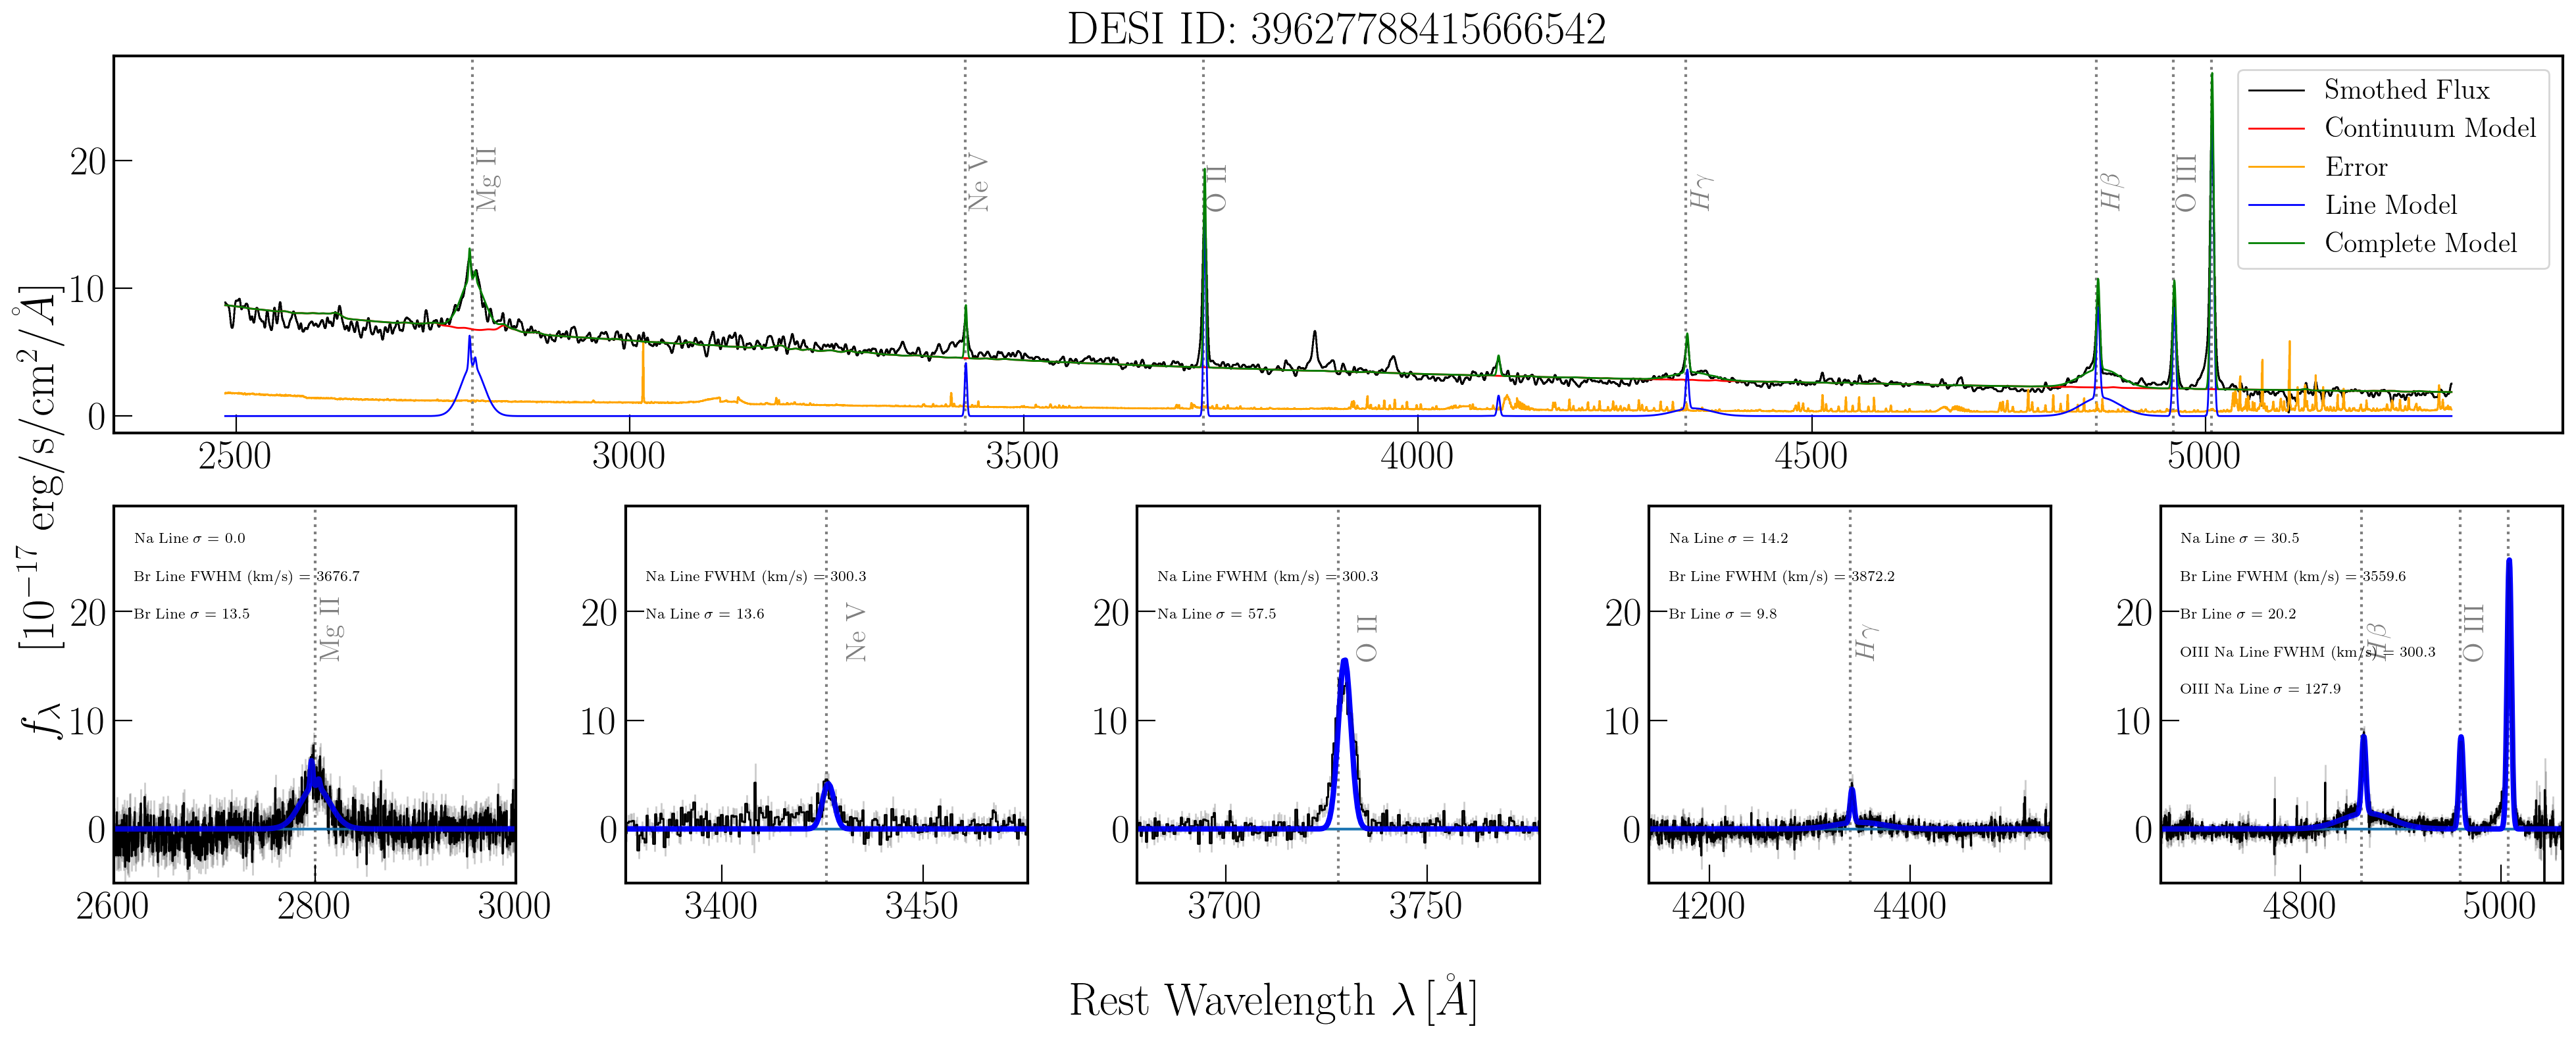 DESI ID: 39627788415666542
Smothed Flux
Continuum Model
Error
Line Model
Complete Model
Mg II
Ne V
O II
Hγ
Hβ
O III
20
10
0
2500 3000 3500 4000 4500 5000
fλ [10⁻¹⁷ erg/s/cm²/Å]
Na Line σ = 0.0
Br Line FWHM (km/s) = 3676.7
Br Line σ = 13.5
Mg II
20
10
0
2600 2800 3000
Na Line FWHM (km/s) = 300.3
Na Line σ = 13.6
Ne V
20
10
0
3400 3450
Na Line FWHM (km/s) = 300.3
Na Line σ = 57.5
O II
20
10
0
3700 3750
Na Line σ = 14.2
Br Line FWHM (km/s) = 3872.2
Br Line σ = 9.8
Hγ
20
10
0
4200 4400
Na Line σ = 30.5
Br Line FWHM (km/s) = 3559.6
Br Line σ = 20.2
OIII Na Line FWHM (km/s) = 300.3
OIII Na Line σ = 127.9
Hβ
O III
20
10
0
4800 5000
Rest Wavelength λ [Å]